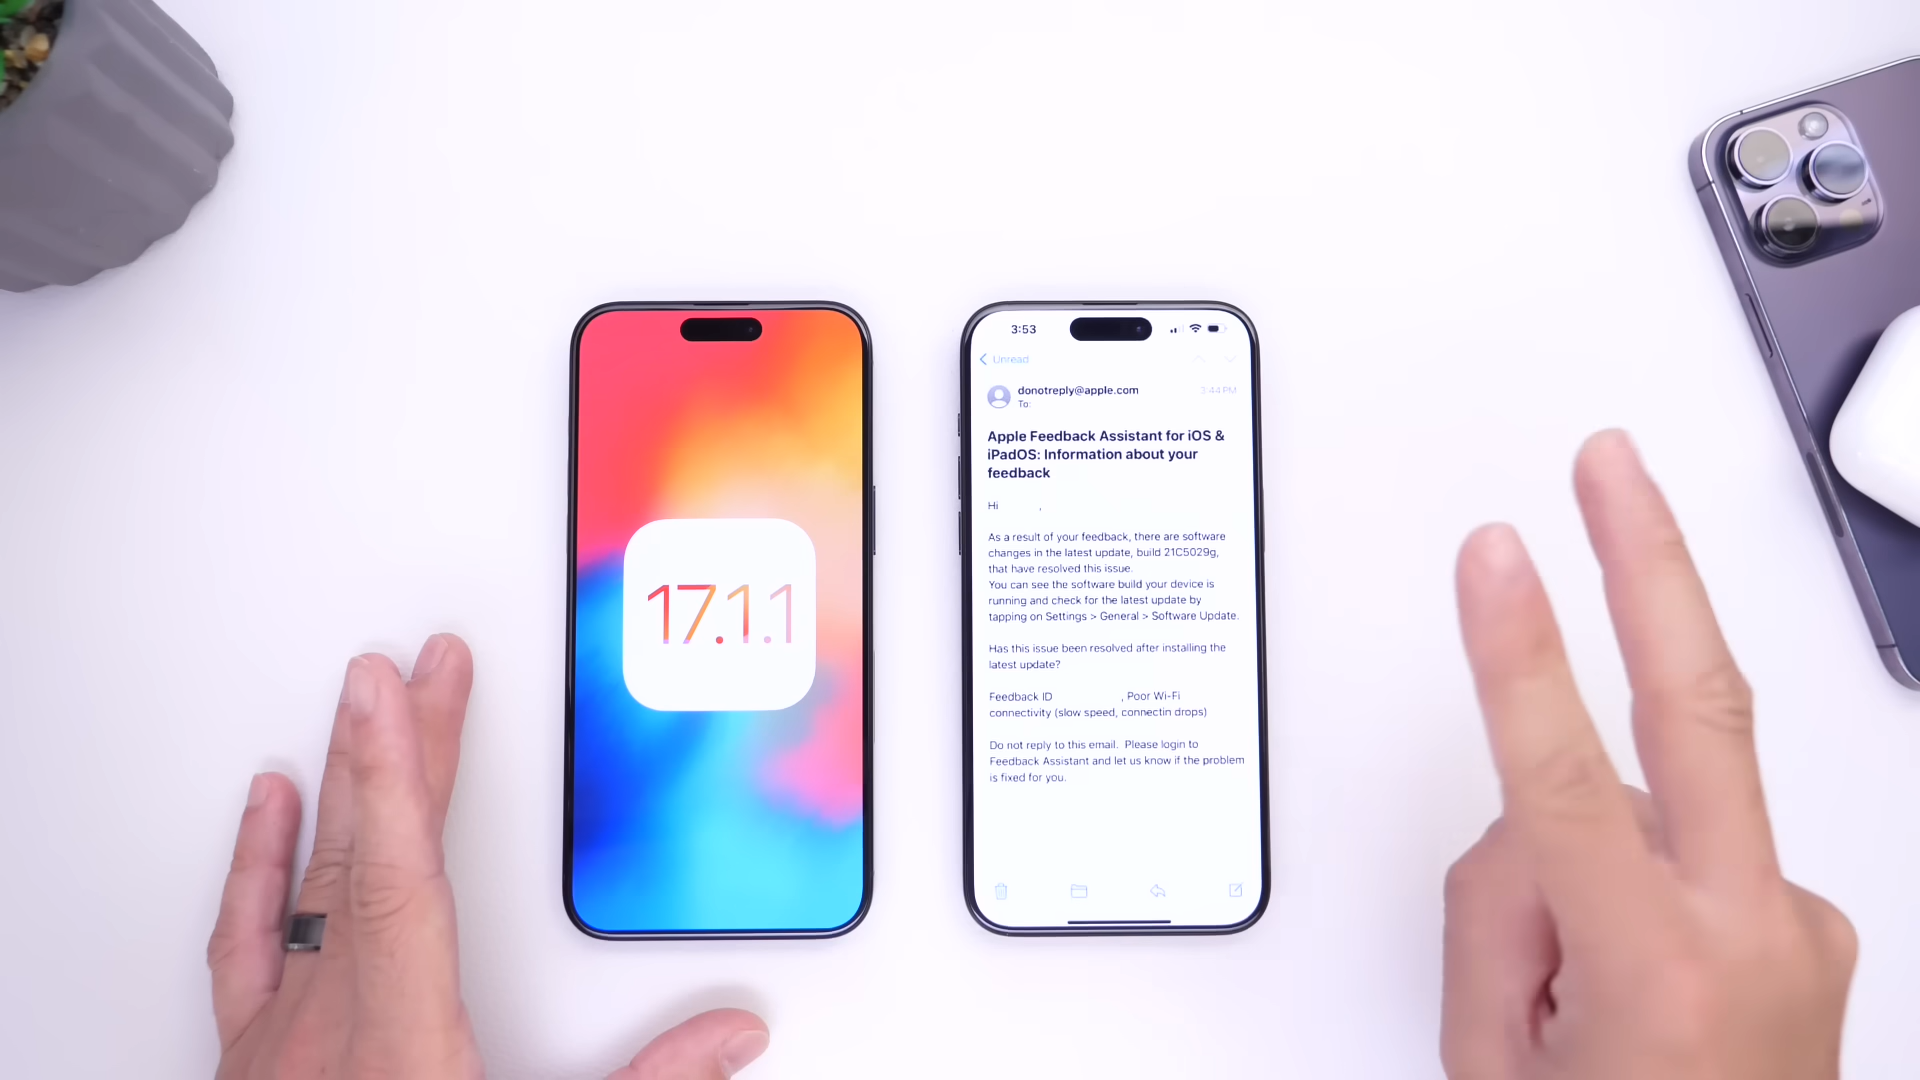 17.1.1
3:53
Unread
donotreply@apple.com
3:44 PM
To:
Apple Feedback Assistant for iOS &
iPadOS: Information about your
feedback
Hi ,
As a result of your feedback, there are software
changes in the latest update, build 21C5029g,
that have resolved this issue.
You can see the software build your device is
running and check for the latest update by
tapping on Settings > General > Software Update.
Has this issue been resolved after installing the
latest update?
Feedback ID , Poor Wi-Fi
connectivity (slow speed, connectin drops)
Do not reply to this email. Please login to
Feedback Assistant and let us know if the problem
is fixed for you.